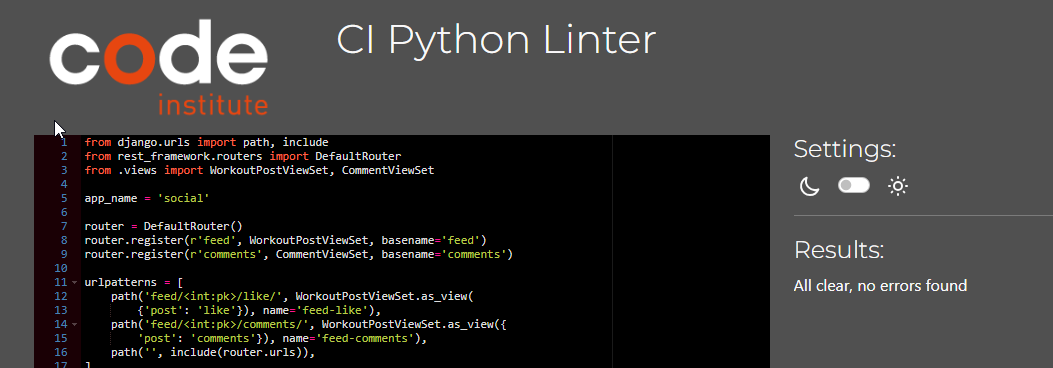 code
institute
CI Python Linter
1 from django.urls import path, include
2 from rest_framework.routers import DefaultRouter
3 from .views import WorkoutPostViewSet, CommentViewSet
4
5 app_name = 'social'
6
7 router = DefaultRouter()
8 router.register(r'feed', WorkoutPostViewSet, basename='feed')
9 router.register(r'comments', CommentViewSet, basename='comments')
10
11 urlpatterns = [
12     path('feed/<int:pk>/like/', WorkoutPostViewSet.as_view(
13         {'post': 'like'}), name='feed-like'),
14     path('feed/<int:pk>/comments/', WorkoutPostViewSet.as_view({
15         'post': 'comments'}), name='feed-comments'),
16     path('', include(router.urls)),
17 ]
Settings:
Results:
All clear, no errors found